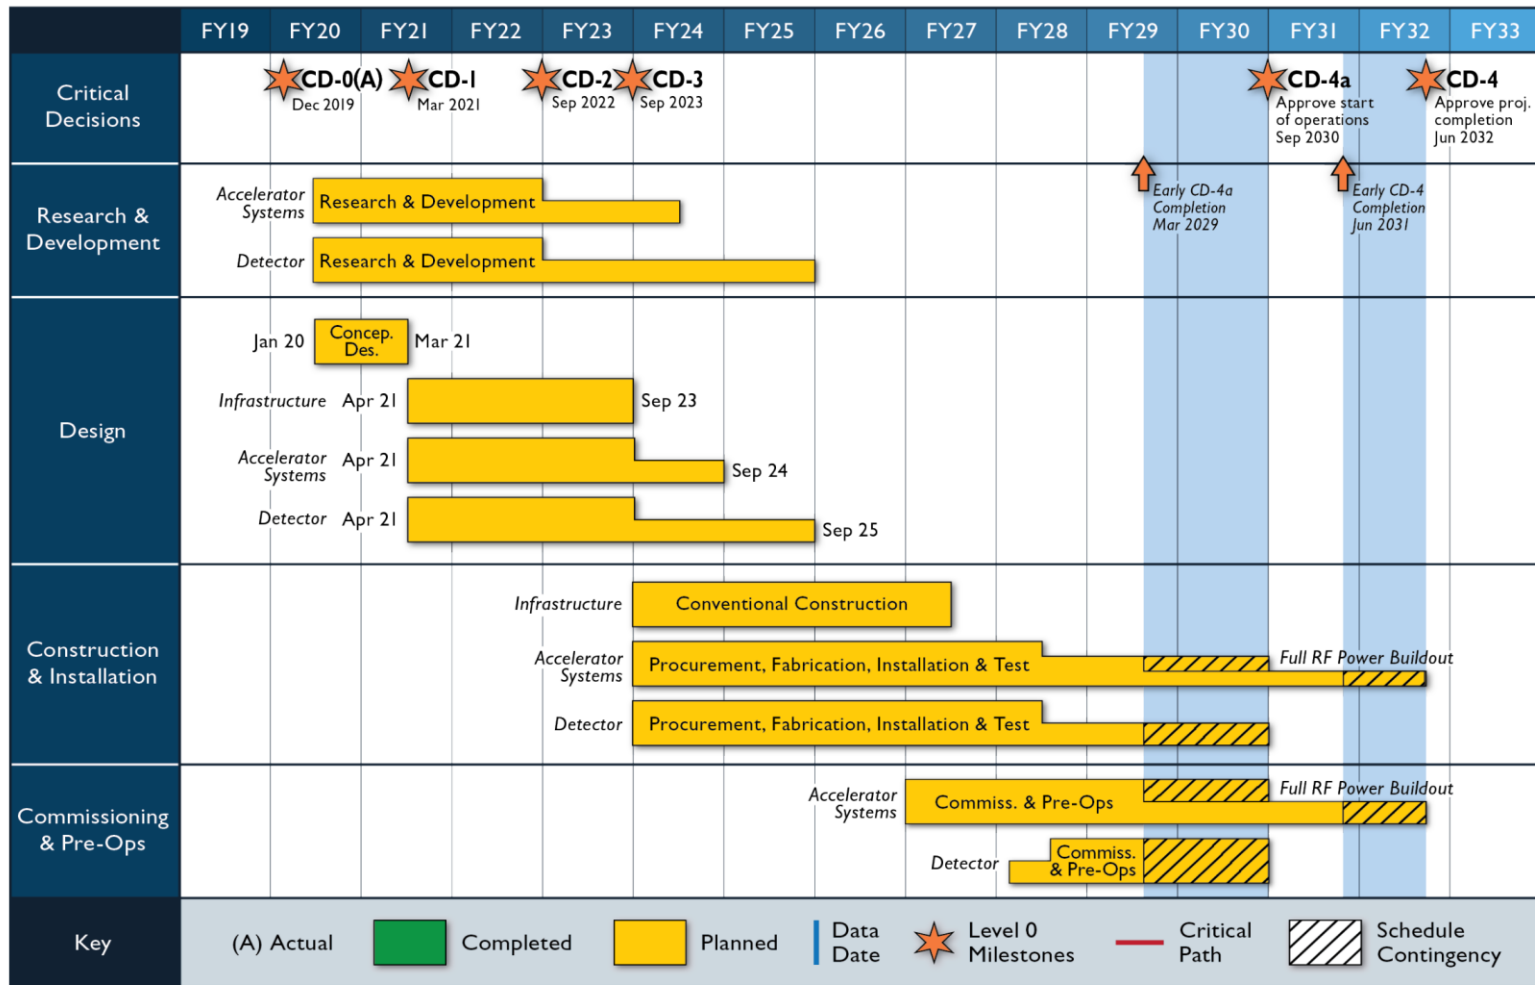 FY19 FY20 FY21 FY22 FY23 FY24 FY25 FY26 FY27 FY28 FY29 FY30 FY31 FY32 FY33
Critical
Decisions
CD-0(A)
Dec 2019
CD-1
Mar 2021
CD-2
Sep 2022
CD-3
Sep 2023
CD-4a
Approve start
of operations
Sep 2030
CD-4
Approve proj.
completion
Jun 2032
Early CD-4a
Completion
Mar 2029
Early CD-4
Completion
Jun 2031
Research &
Development
Accelerator
Systems
Research & Development
Detector
Research & Development
Design
Jan 20
Concep.
Des.
Mar 21
Infrastructure
Apr 21
Sep 23
Accelerator
Systems
Apr 21
Sep 24
Detector
Apr 21
Sep 25
Construction
& Installation
Infrastructure
Conventional Construction
Accelerator
Systems
Procurement, Fabrication, Installation & Test
Full RF Power Buildout
Detector
Procurement, Fabrication, Installation & Test
Commissioning
& Pre-Ops
Accelerator
Systems
Commiss. & Pre-Ops
Full RF Power Buildout
Detector
Commiss.
& Pre-Ops
Key
(A) Actual
Completed
Planned
Data
Date
Level 0
Milestones
Critical
Path
Schedule
Contingency